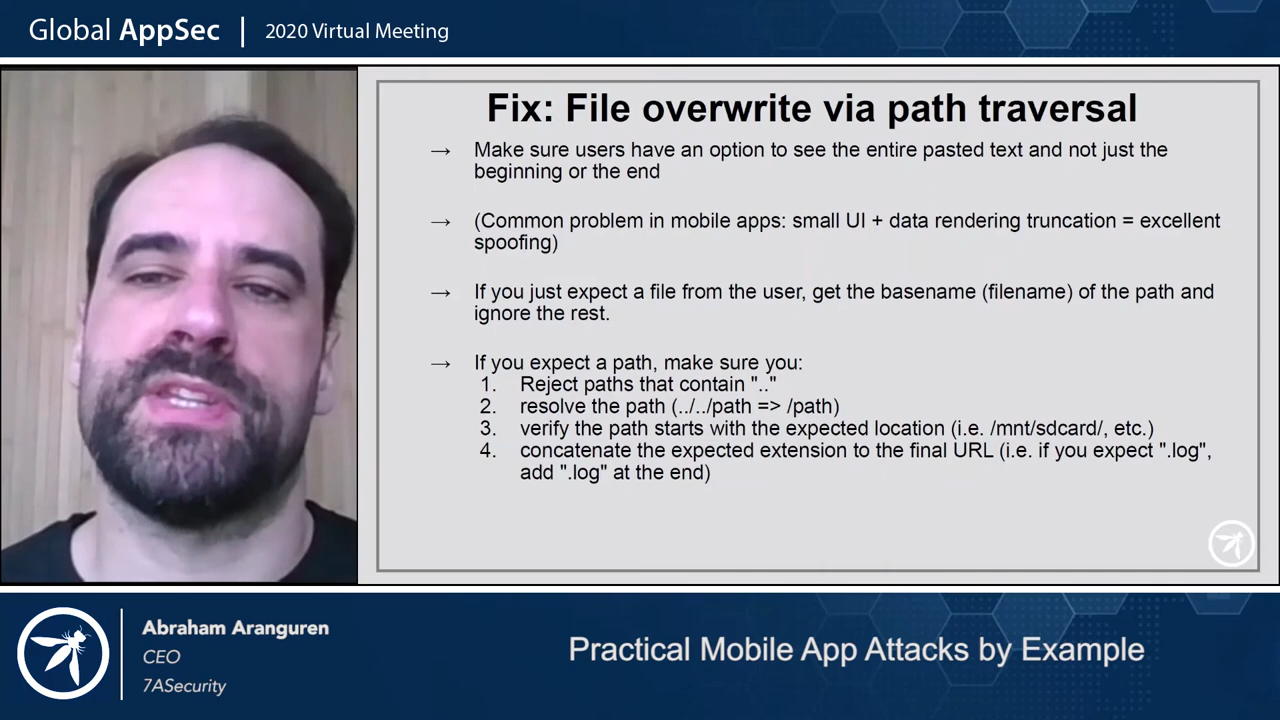 Global AppSec | 2020 Virtual Meeting
Fix: File overwrite via path traversal
→ Make sure users have an option to see the entire pasted text and not just the
beginning or the end
→ (Common problem in mobile apps: small UI + data rendering truncation = excellent
spoofing)
→ If you just expect a file from the user, get the basename (filename) of the path and
ignore the rest.
→ If you expect a path, make sure you:
1. Reject paths that contain ".."
2. resolve the path (../../path => /path)
3. verify the path starts with the expected location (i.e. /mnt/sdcard/, etc.)
4. concatenate the expected extension to the final URL (i.e. if you expect ".log",
add ".log" at the end)
Abraham Aranguren
CEO
7ASecurity
Practical Mobile App Attacks by Example